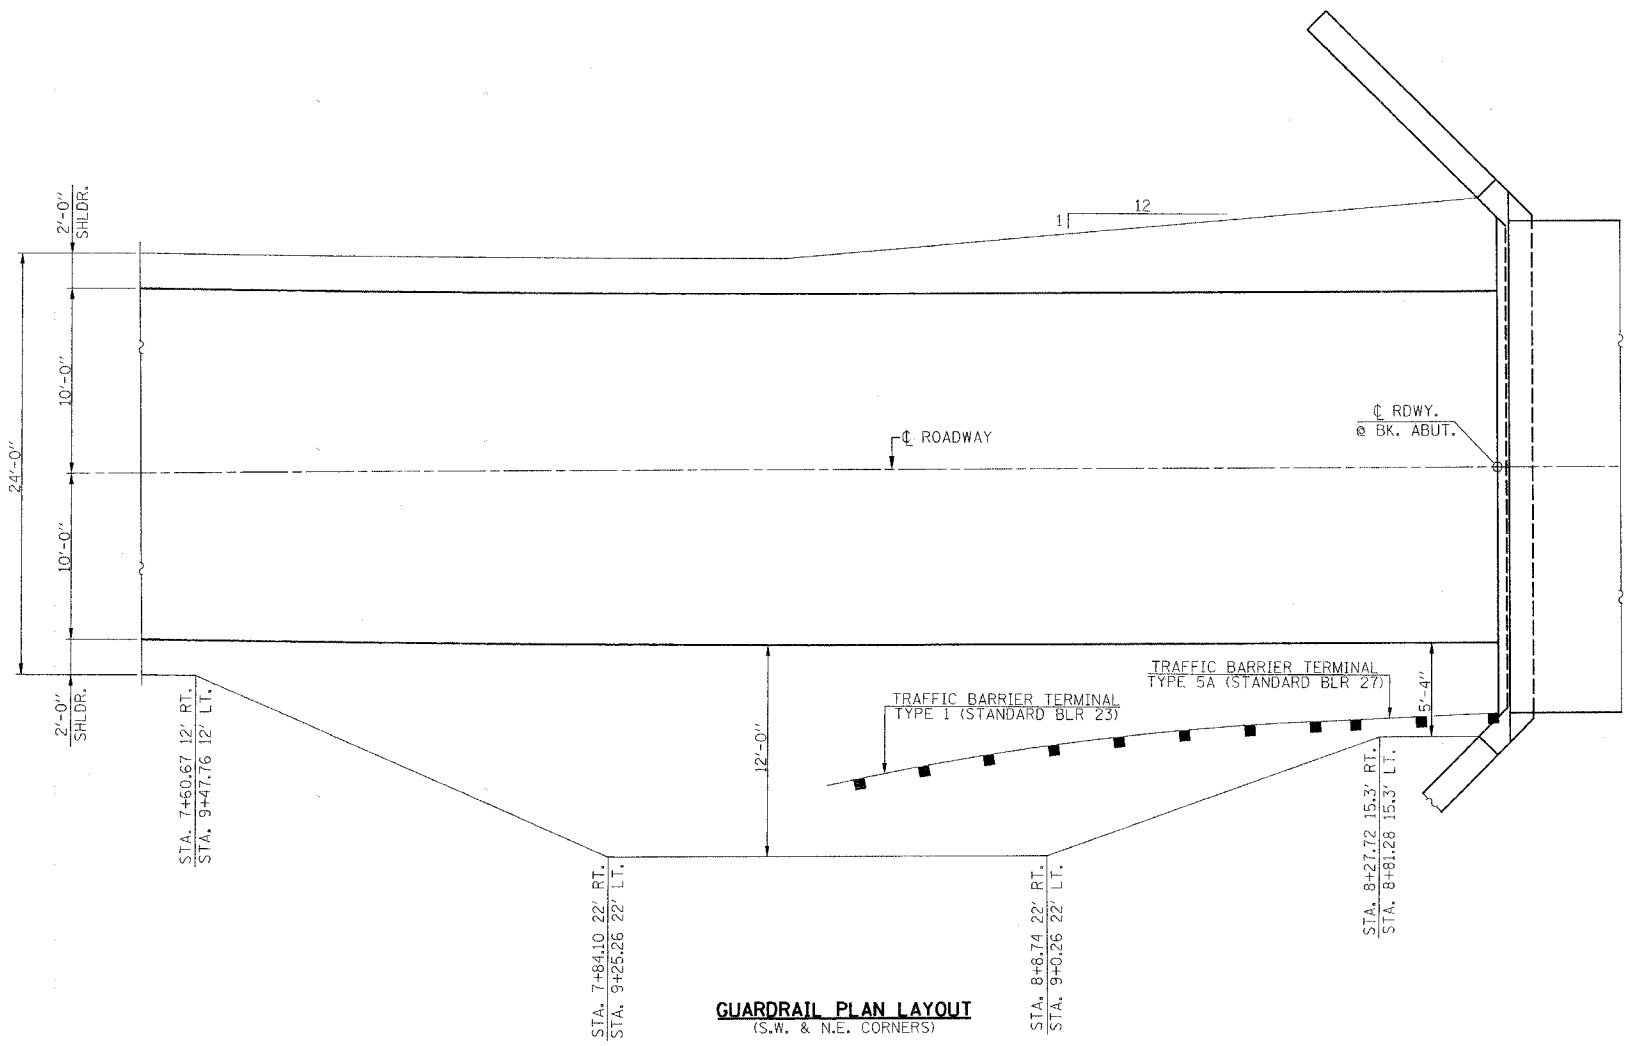 2'-0"
SHLDR.
12
1
10'-0"
24'-0"
℄ RDWY.
@ BK. ABUT.
℄ ROADWAY
10'-0"
TRAFFIC BARRIER TERMINAL
TYPE 5A (STANDARD BLR 27)
5'-4"
2'-0"
SHLDR.
TRAFFIC BARRIER TERMINAL
TYPE 1 (STANDARD BLR 23)
12'-0"
STA. 7+60.67 12' RT.
STA. 9+47.76 12' LT.
STA. 7+84.10 22' RT.
STA. 9+25.26 22' LT.
STA. 8+8.74 22' RT.
STA. 9+0.26 22' LT.
STA. 8+27.72 15.3' RT.
STA. 8+81.28 15.3' LT.
GUARDRAIL PLAN LAYOUT
(S.W. & N.E. CORNERS)